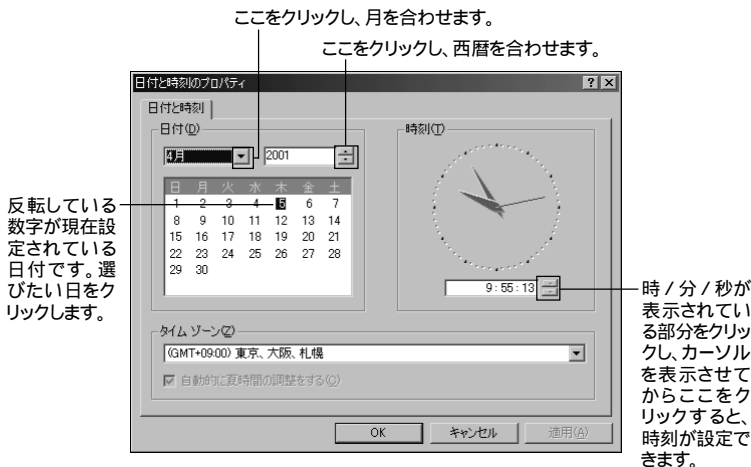 ここをクリックし、月を合わせます。
ここをクリックし、西暦を合わせます。
日付と時刻のプロパティ
? ×
日付と時刻
日付(D)
4月
2001
日 月 火 水 木 金 土
1 2 3 4 5 6 7
8 9 10 11 12 13 14
15 16 17 18 19 20 21
22 23 24 25 26 27 28
29 30
時刻(T)
9:55:13
反転している
数字が現在設
定されている
日付です。選
びたい日をク
リックします。
時/分/秒が
表示されてい
る部分をクリッ
クし、カーソル
を表示させて
からここをク
リックすると、
時刻が設定で
きます。
タイム ゾーン(Z)
(GMT+09:00) 東京、大阪、札幌
自動的に夏時間の調整をする(C)
OK
キャンセル
適用(A)